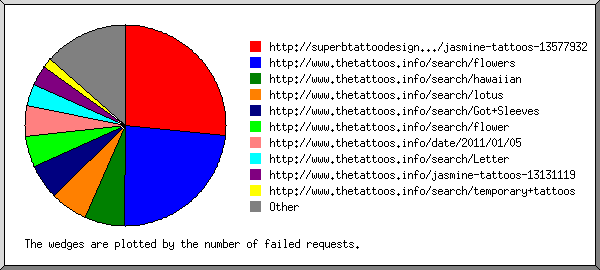 http://superbtattoodesign.../jasmine-tattoos-13577932
http://www.thetattoos.info/search/flowers
http://www.thetattoos.info/search/hawaiian
http://www.thetattoos.info/search/lotus
http://www.thetattoos.info/search/Got+Sleeves
http://www.thetattoos.info/search/flower
http://www.thetattoos.info/date/2011/01/05
http://www.thetattoos.info/search/Letter
http://www.thetattoos.info/jasmine-tattoos-13131119
http://www.thetattoos.info/search/temporary+tattoos
Other
The wedges are plotted by the number of failed requests.